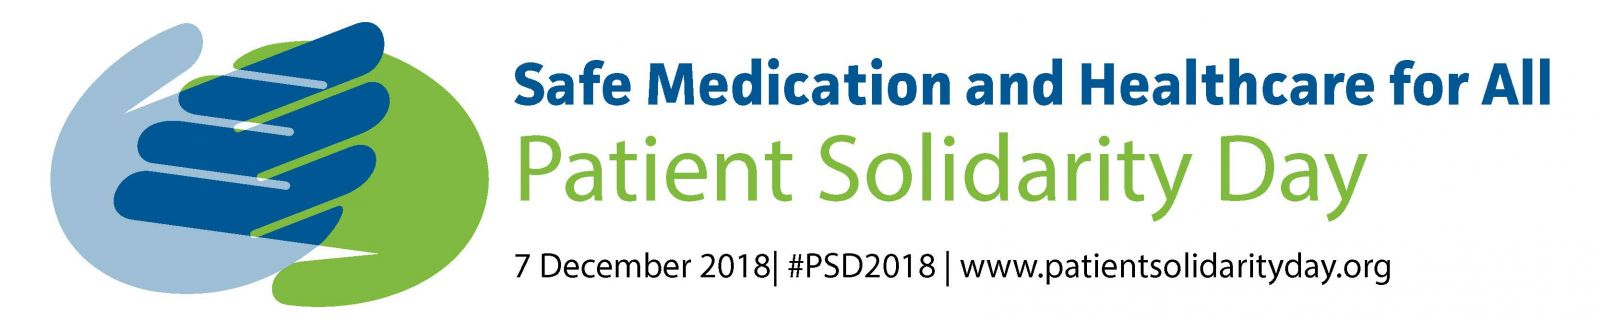 Safe Medication and Healthcare for All
Patient Solidarity Day
7 December 2018| #PSD2018 | www.patientsolidarityday.org